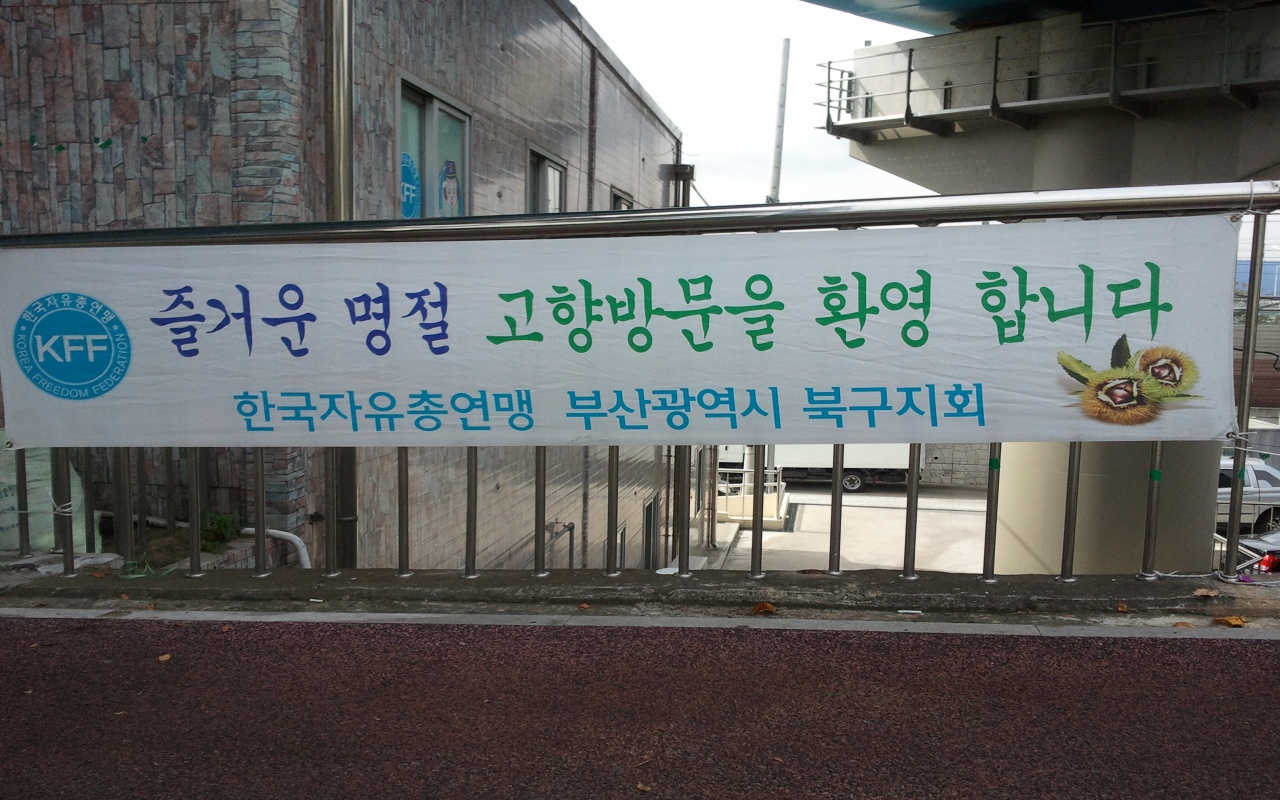 한국자유총연맹
KFF
KOREA FREEDOM FEDERATION
즐거운 명절 고향방문을 환영 합니다
한국자유총연맹 부산광역시 북구지회